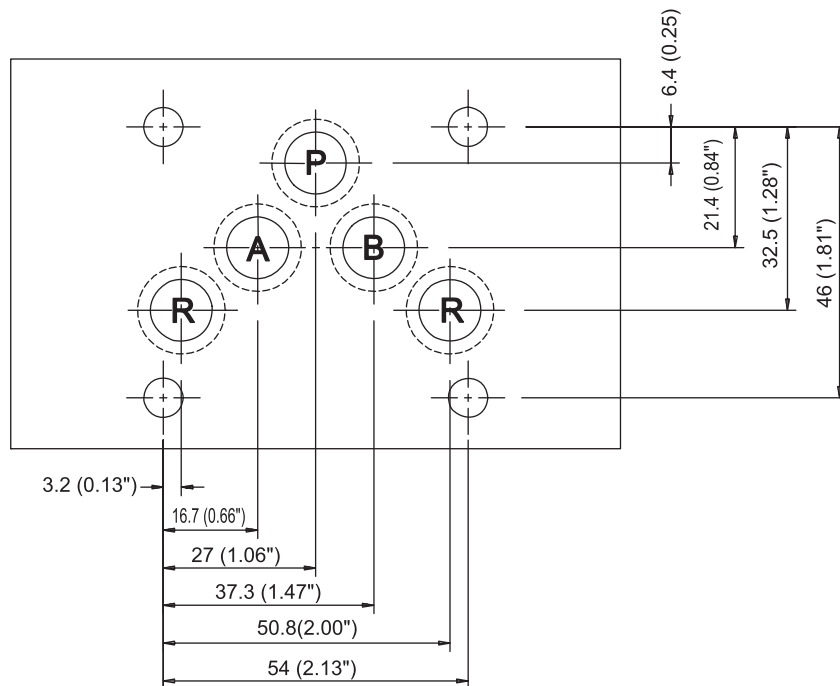 6.4 (0.25)
P
21.4 (0.84")
32.5 (1.28")
46 (1.81")
A
B
R
R
3.2 (0.13")
16.7 (0.66")
27 (1.06")
37.3 (1.47")
50.8(2.00")
54 (2.13")